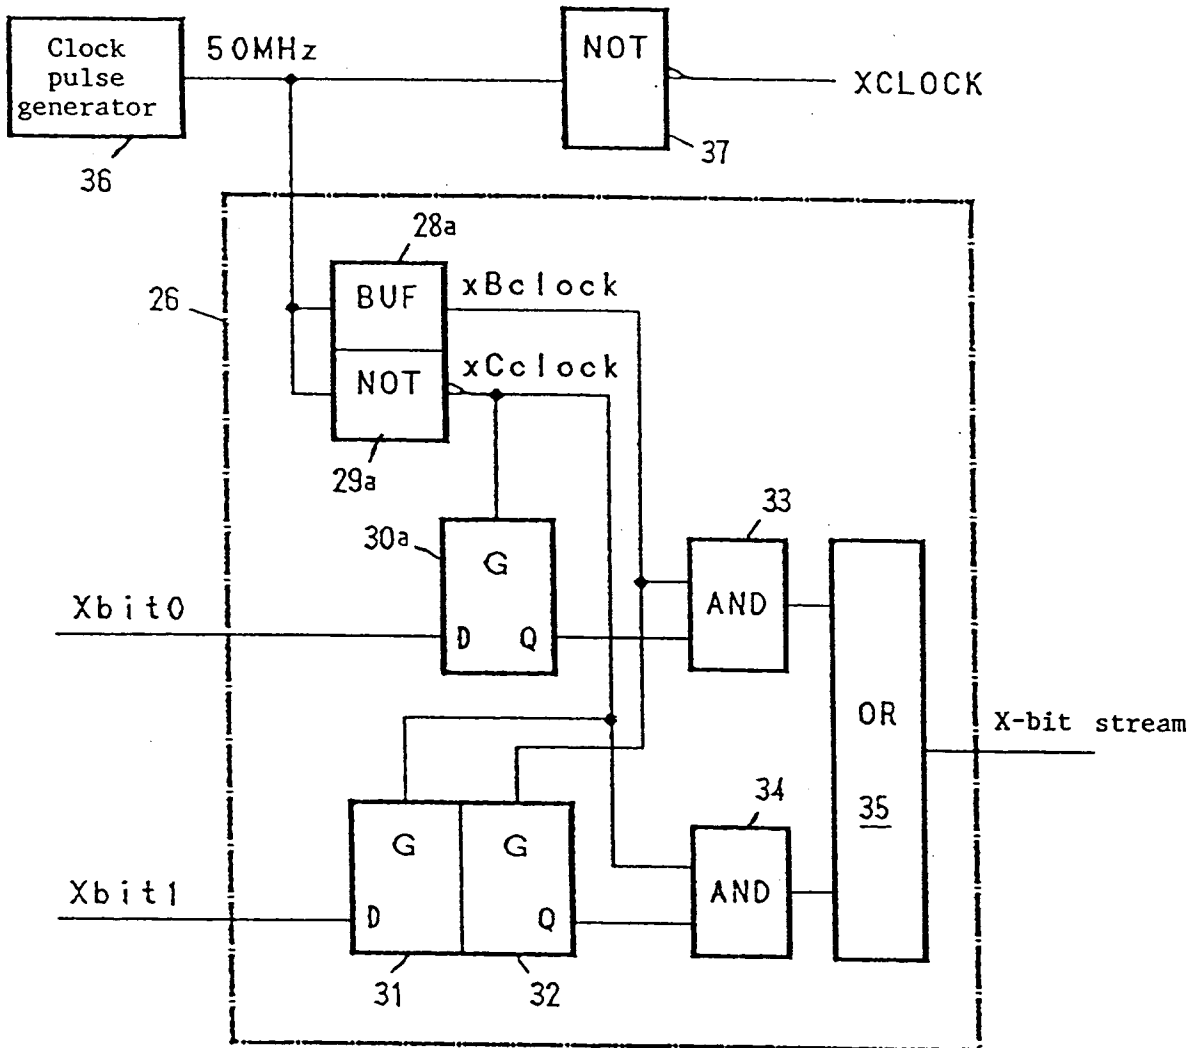 Clock
pulse
generator
36
50MHz
NOT
37
XCLOCK
26
28a
BUF
xBclock
NOT
xCclock
29a
30a
G
D Q
Xbit0
33
AND
OR
35
X-bit stream
34
AND
G G
D Q
Xbit1
31
32